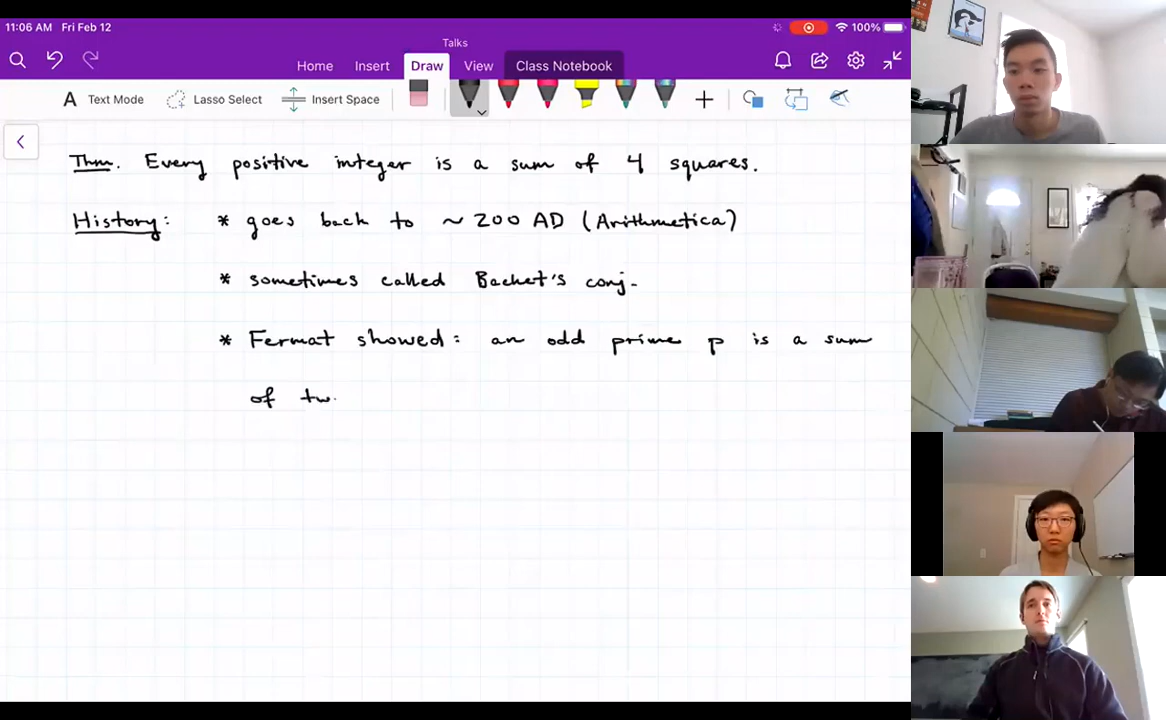 11:06 AM Fri Feb 12
100%
Talks
Home Insert Draw View Class Notebook
Text Mode Lasso Select Insert Space
Thm. Every positive integer is a sum of 4 squares.
History: * goes back to ~ 200 AD (Arithmetica)
* sometimes called Bachet's conj.
* Fermat showed: an odd prime p is a sum
of tw